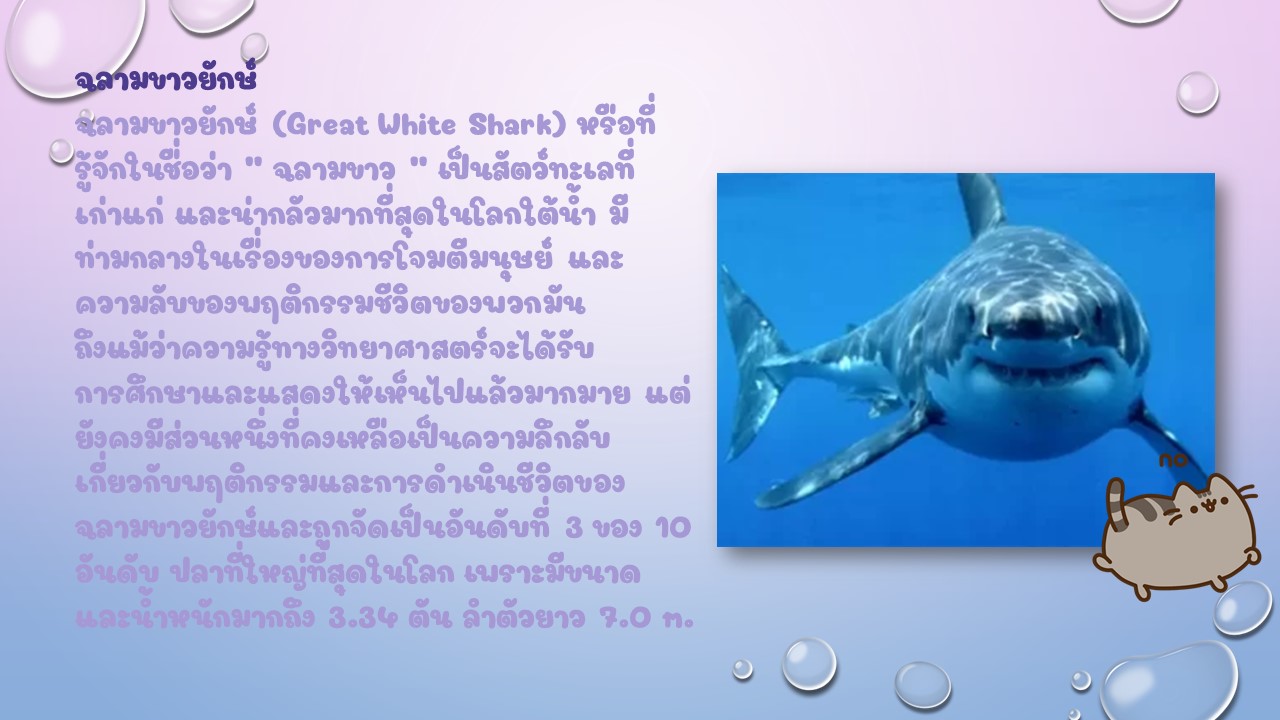 ฉลามขาวยักษ์
ฉลามขาวยักษ์ (Great White Shark) หรือที่
รู้จักในชื่อว่า " ฉลามขาว " เป็นสัตว์ทะเลที่
เก่าแก่ และน่ากลัวมากที่สุดในโลกใต้น้ำ มี
ท่ามกลางในเรื่องของการโจมตีมนุษย์ และ
ความลับของพฤติกรรมชีวิตของพวกมัน
ถึงแม้ว่าความรู้ทางวิทยาศาสตร์จะได้รับ
การศึกษาและแสดงให้เห็นไปแล้วมากมาย แต่
ยังคงมีส่วนหนึ่งที่คงเหลือเป็นความลึกลับ
เกี่ยวกับพฤติกรรมและการดำเนินชีวิตของ
ฉลามขาวยักษ์และถูกจัดเป็นอันดับที่ 3 ของ 10
อันดับ ปลาที่ใหญ่ที่สุดในโลก เพราะมีขนาด
และน้ำหนักมากถึง 3.34 ตัน ลำตัวยาว 7.0 ท.
no